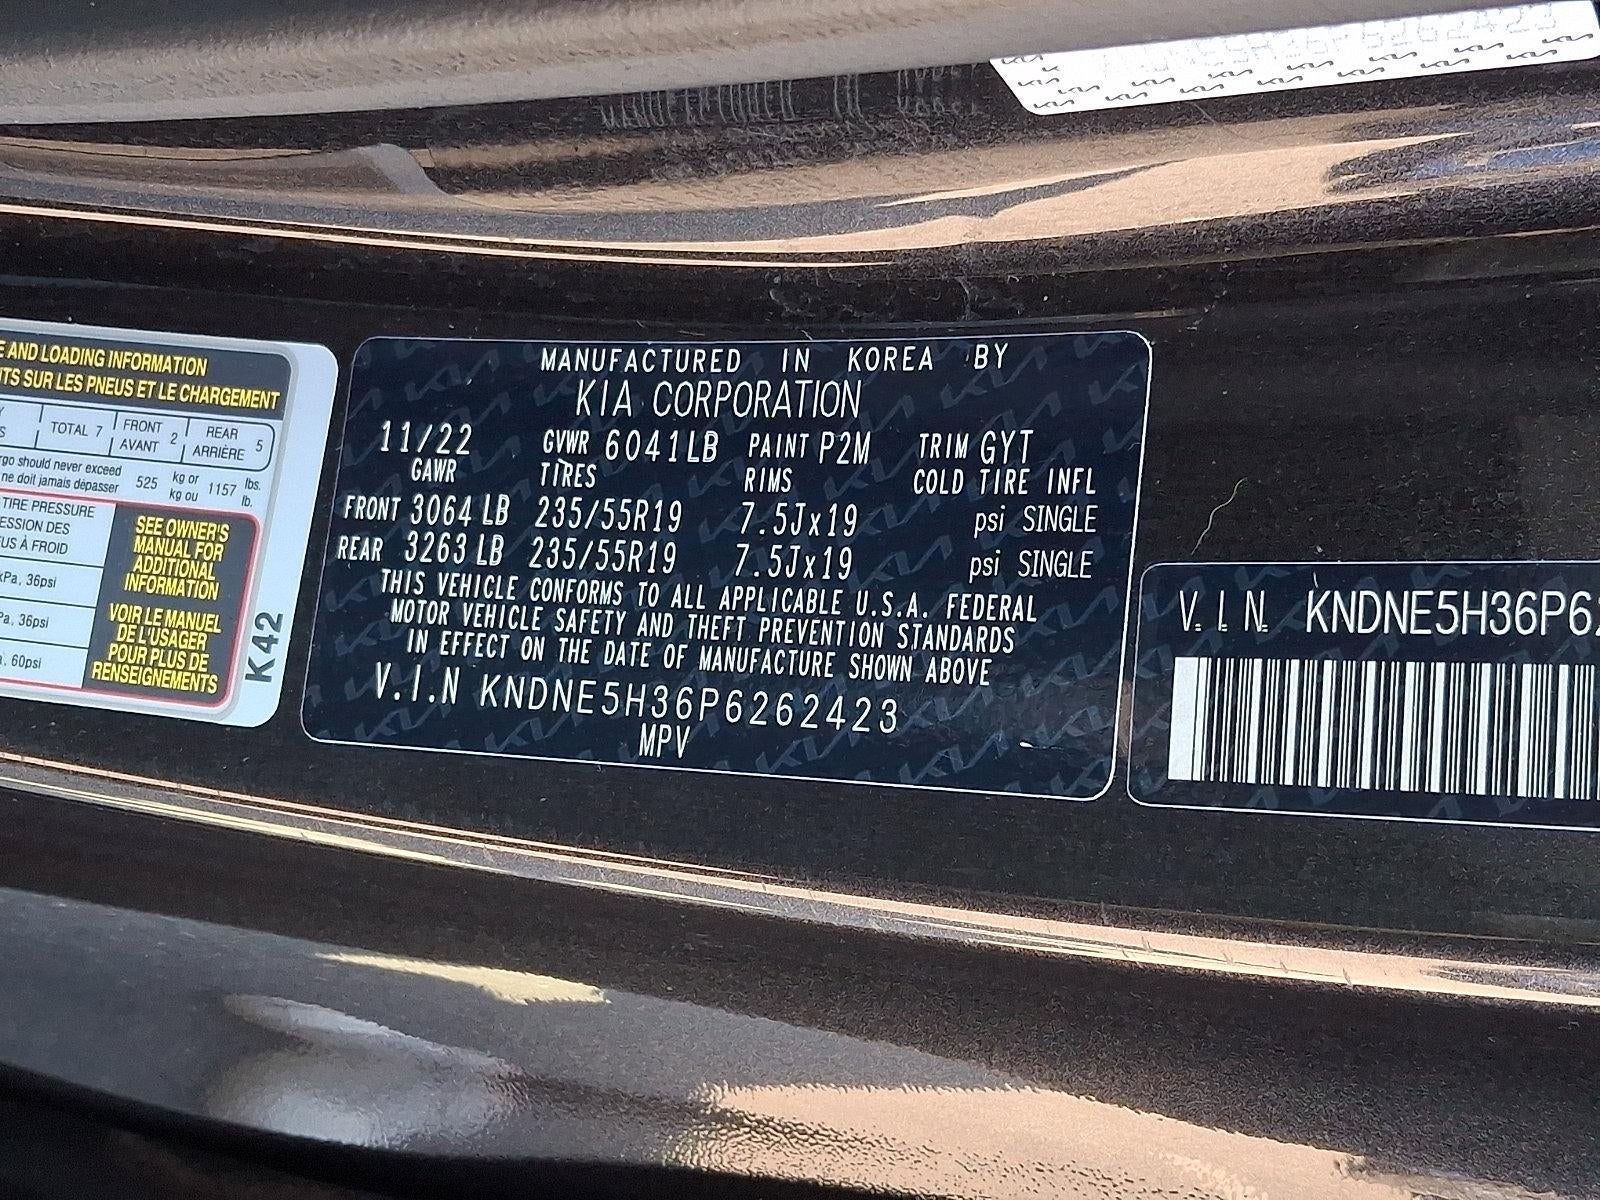 E AND LOADING INFORMATION
TS SUR LES PNEUS ET LE CHARGEMENT
TOTAL 7 FRONT 2 REAR 5
AVANT ARRIÈRE
rgo should never exceed 525 kg or 1157 lbs.
ne doit jamais dépasser kg ou lb.
TIRE PRESSURE
ESSION DES
US À FROID
kPa, 36psi
Pa, 36psi
a, 60psi
SEE OWNER'S
MANUAL FOR
ADDITIONAL
INFORMATION
VOIR LE MANUEL
DE L'USAGER
POUR PLUS DE
RENSEIGNEMENTS
K42
MANUFACTURED IN KOREA BY
KIA CORPORATION
11/22 GVWR 6041LB PAINT P2M TRIM GYT
GAWR TIRES RIMS COLD TIRE INFL
FRONT 3064 LB 235/55R19 7.5Jx19 psi SINGLE
REAR 3263 LB 235/55R19 7.5Jx19 psi SINGLE
THIS VEHICLE CONFORMS TO ALL APPLICABLE U.S.A. FEDERAL
MOTOR VEHICLE SAFETY AND THEFT PREVENTION STANDARDS
IN EFFECT ON THE DATE OF MANUFACTURE SHOWN ABOVE
V.I.N KNDNE5H36P6262423
MPV
V.I.N. KNDNE5H36P62